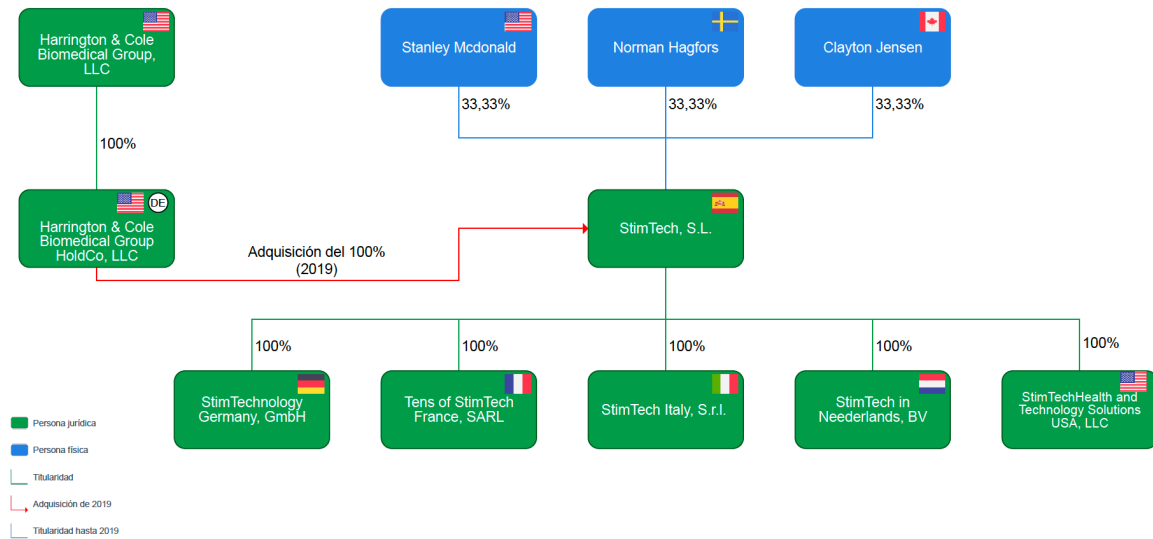 Harrington & Cole
Biomedical Group,
LLC
Stanley Mcdonald
Norman Hagfors
Clayton Jensen
33,33%
33,33%
33,33%
100%
DE
Harrington & Cole
Biomedical Group
HoldCo, LLC
Adquisición del 100%
(2019)
StimTech, S.L.
100%
100%
100%
100%
100%
StimTechnology
Germany, GmbH
Tens of StimTech
France, SARL
StimTech Italy, S.r.l.
StimTech in
Neederlands, BV
StimTechHealth and
Technology Solutions
USA, LLC
Persona jurídica
Persona física
Titularidad
Adquisición de 2019
Titularidad hasta 2019